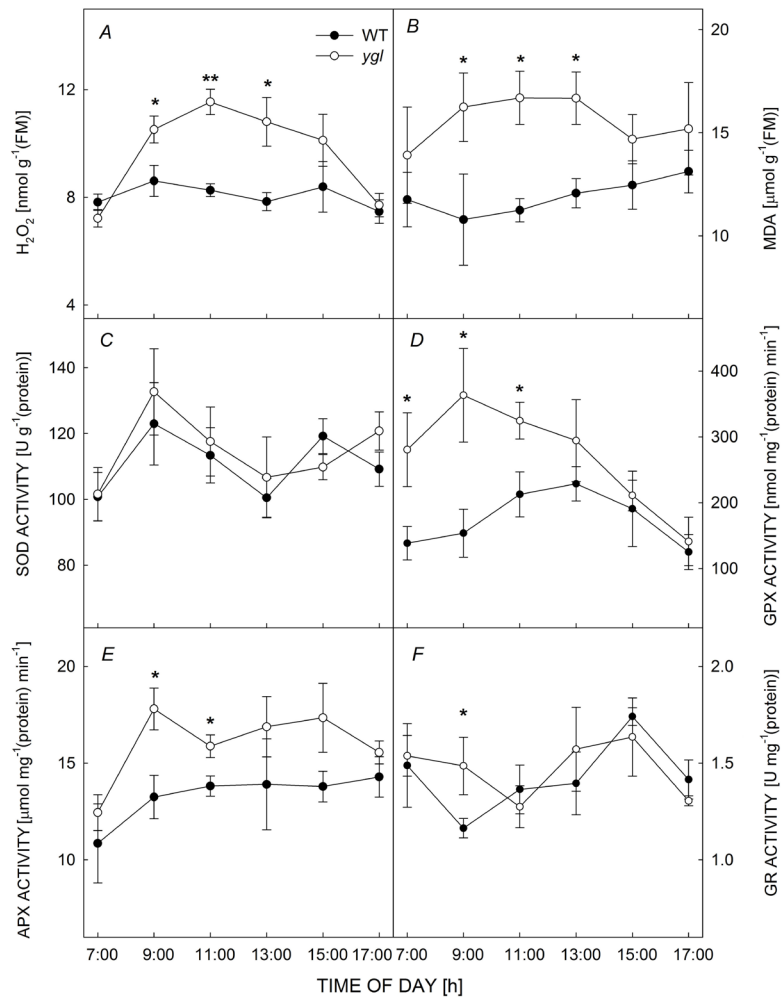 A
WT
ygl
* ** *
12
8
4
H2O2 [nmol g-1(FM)]
B
* * *
20
15
10
MDA [μmol g-1(FM)]
C
140
120
100
80
SOD ACTIVITY [U g-1(protein)]
D
* * *
400
300
200
100
GPX ACTIVITY [nmol mg-1(protein) min-1]
E
* *
20
15
10
APX ACTIVITY [μmol mg-1(protein) min-1]
F
*
2.0
1.5
1.0
GR ACTIVITY [U mg-1(protein)]
7:00 9:00 11:00 13:00 15:00 17:00 7:00 9:00 11:00 13:00 15:00 17:00
TIME OF DAY [h]